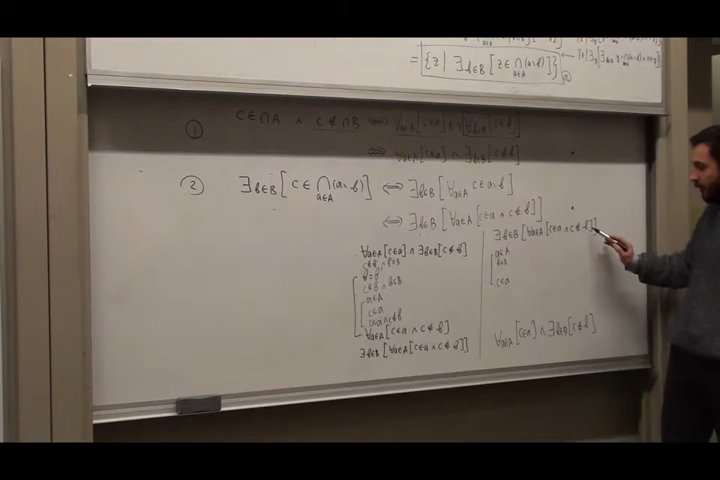 = {z | ∃b∈B [z ∈ ⋂a∈A (a∖b)]}
① c∈⋂A ∧ c∉⋂B ⟺ ∀a∈A[c∈a] ∧ ¬[∀b∈B[c∈b]]
⟺ ∀a∈A[c∈a] ∧ ∃b∈B[c∉b]
② ∃b∈B[c∈ ⋂a∈A (a∖b)] ⟺ ∃b∈B[∀a∈A c∈a∖b]
⟺ ∃b∈B[∀a∈A[c∈a ∧ c∉b]]
∀a∈A[c∈a] ∧ ∃b∈B[c∉b]
c∉b' ∧ b'∈B
b=b'
c∉b ∧ b∈B
a∈A
c∈a
c∈a∧c∉b
∀a∈A[c∈a ∧ c∉b]
∃b∈B[∀a∈A[c∈a ∧ c∉b]]
∃b∈B[∀a∈A[c∈a ∧ c∉b]]
a∈A
b∈B
c∈a
∀a∈A[c∈a] ∧ ∃b∈B[c∉b]